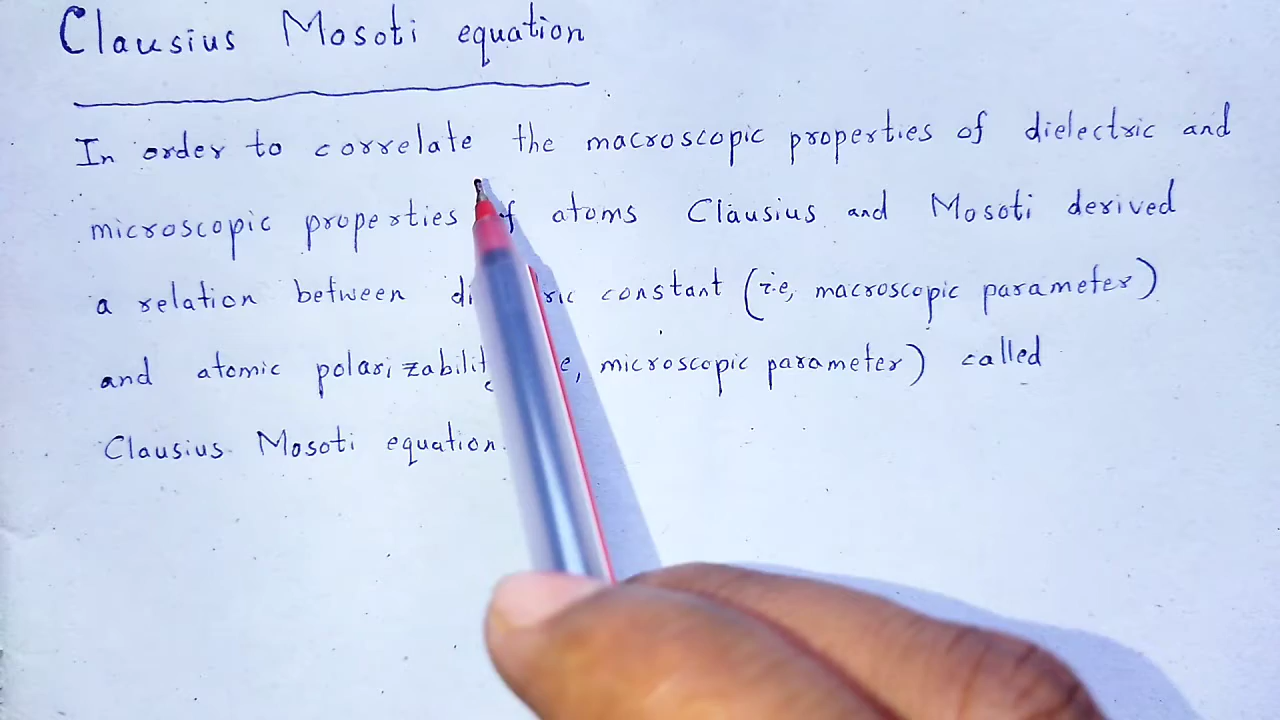 Clausius Mosoti equation
In order to correlate the macroscopic properties of dielectric and
microscopic properties of atoms Clausius and Mosoti derived
a relation between constant (i.e, macroscopic parameter)
and atomic microscopic parameter) called
Clausius Mosoti equation.